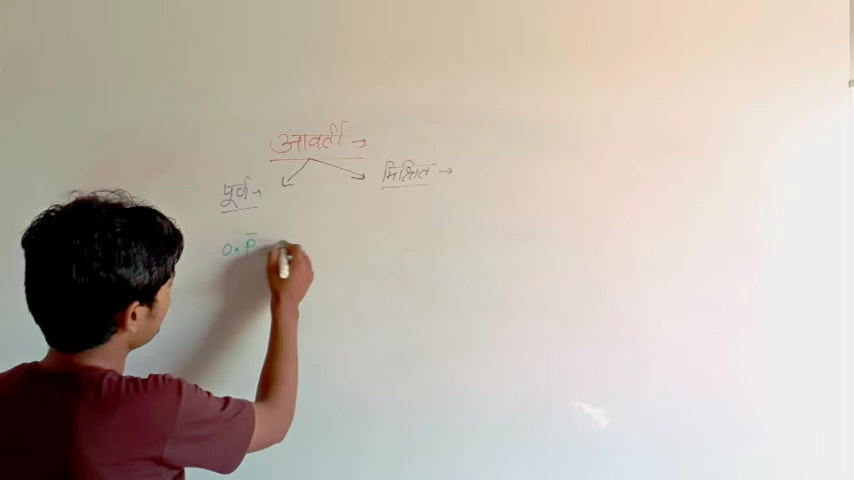 आवर्ती →
पूर्ण → मिश्रित →
0.p̅ =